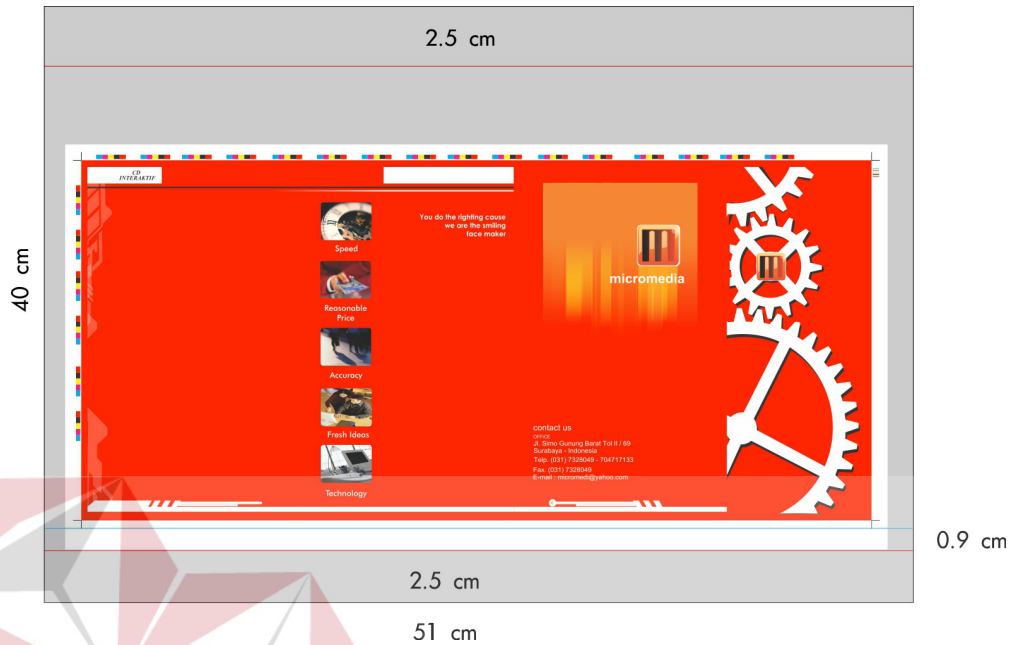 2.5 cm
CD
INTERAKTIF
You do the righting cause
we are the smiling
face maker
Speed
Reasonable
Price
Accuracy
Fresh Ideas
Technology
micromedia
contact us
OFFICE
Jl. Simo Gunung Barat Tol II / 69
Surabaya - Indonesia
Telp. (031) 7328049 - 704717133
Fax. (031) 7328049
E-mail : micromedi@yahoo.com
40 cm
0.9 cm
2.5 cm
51 cm